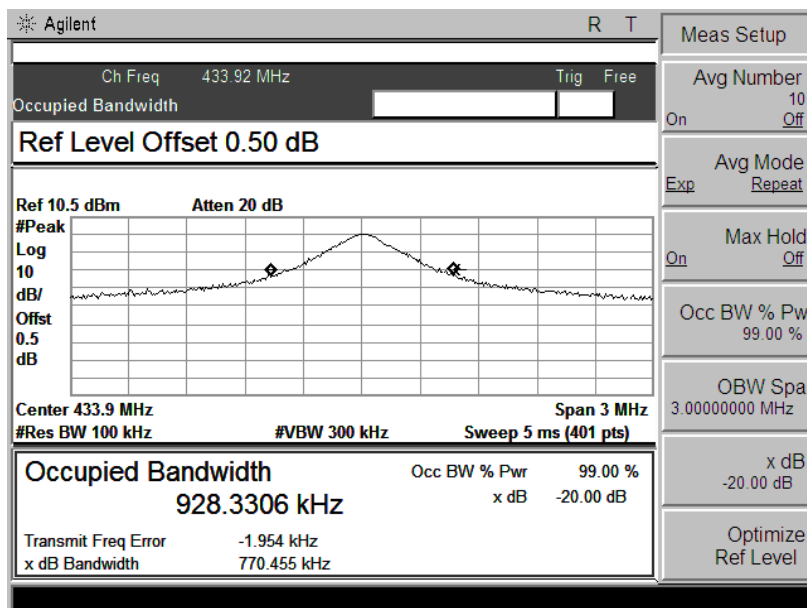 Agilent
R T
Ch Freq 433.92 MHz Trig Free
Occupied Bandwidth
Ref Level Offset 0.50 dB
Ref 10.5 dBm Atten 20 dB
#Peak
Log
10
dB/
Offst
0.5
dB
Center 433.9 MHz Span 3 MHz
#Res BW 100 kHz #VBW 300 kHz Sweep 5 ms (401 pts)
Occupied Bandwidth
928.3306 kHz
Occ BW % Pwr 99.00 %
x dB -20.00 dB
Transmit Freq Error -1.954 kHz
x dB Bandwidth 770.455 kHz
Meas Setup
Avg Number
10
On Off
Avg Mode
Exp Repeat
Max Hold
On Off
Occ BW % Pw
99.00 %
OBW Spa
3.00000000 MHz
x dB
-20.00 dB
Optimize
Ref Level